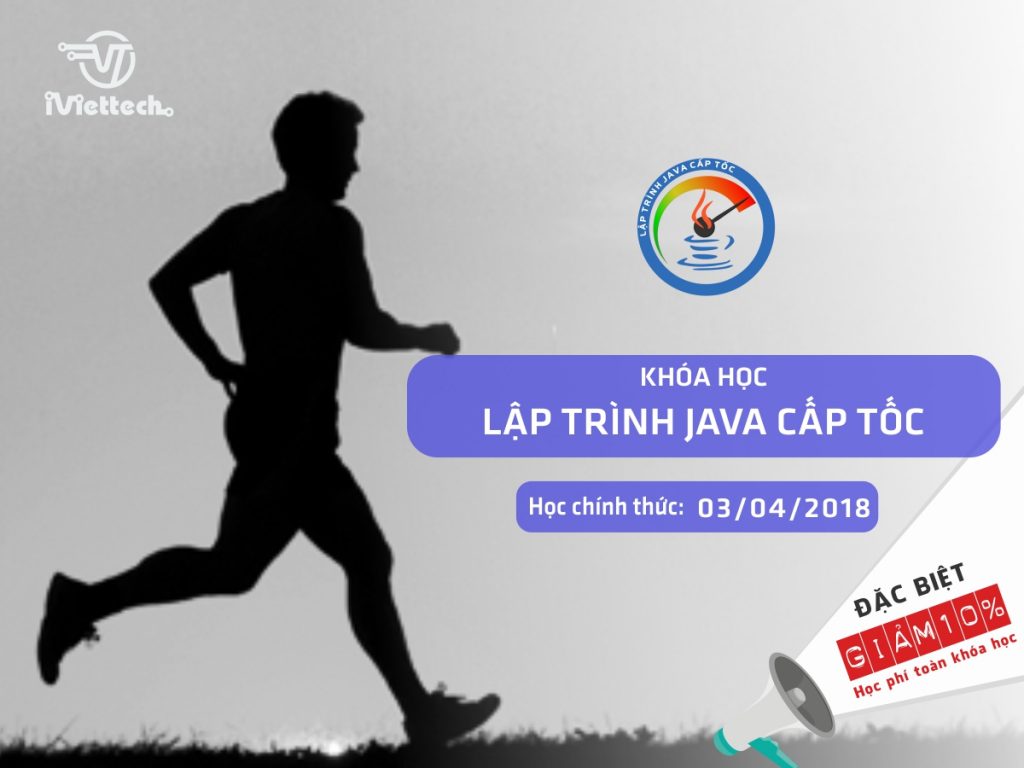 iViettech
LẬP TRÌNH JAVA CẤP TỐC
KHÓA HỌC
LẬP TRÌNH JAVA CẤP TỐC
Học chính thức: 03/04/2018
ĐẶC BIỆT
GIẢM 10%
Học phí toàn khóa học